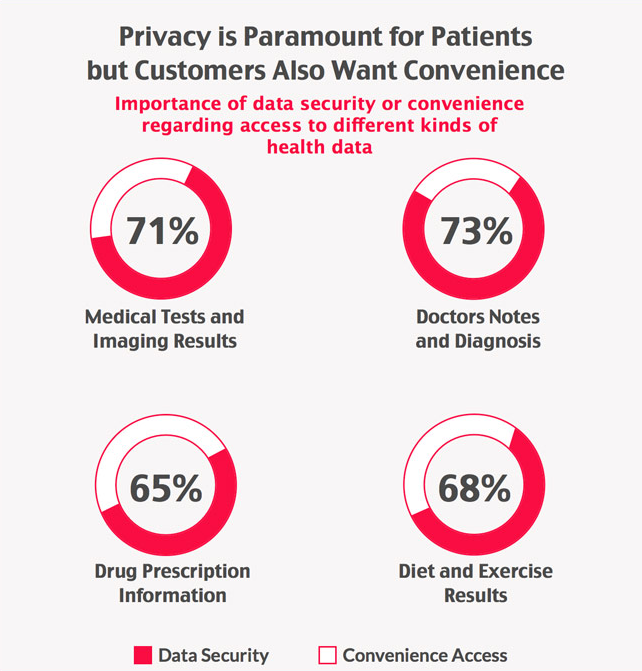 Privacy is Paramount for Patients
but Customers Also Want Convenience
Importance of data security or convenience
regarding access to different kinds of
health data
71%
Medical Tests and
Imaging Results
73%
Doctors Notes
and Diagnosis
65%
Drug Prescription
Information
68%
Diet and Exercise
Results
Data Security
Convenience Access